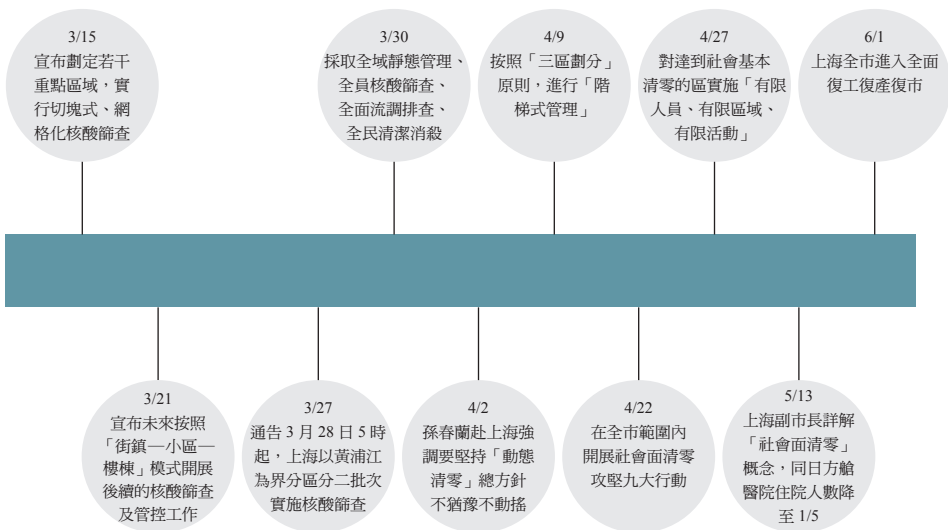 3/15
宣布劃定若干
重點區域，實
行切塊式、網
格化核酸篩查
3/30
採取全域靜態管理、
全員核酸篩查、
全面流調排查、
全民清潔消殺
4/9
按照「三區劃分」
原則，進行「階
梯式管理」
4/27
對達到社會基本
清零的區實施「有限
人員、有限區域、
有限活動」
6/1
上海全市進入全面
復工復產復市
3/21
宣布未來按照
「街鎮—小區—
樓棟」模式開展
後續的核酸篩查
及管控工作
3/27
通告 3 月 28 日 5 時
起，上海以黃浦江
為界分區分二批次
實施核酸篩查
4/2
孫春蘭赴上海強
調要堅持「動態
清零」總方針
不猶豫不動搖
4/22
在全市範圍內
開展社會面清零
攻堅九大行動
5/13
上海副市長詳解
「社會面清零」
概念，同日方艙
醫院住院人數降
至 1/5